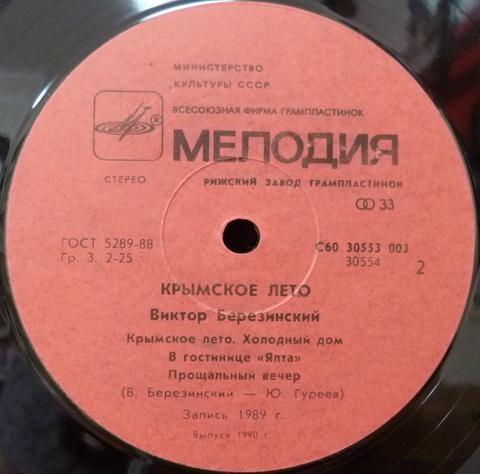 МИНИСТЕРСТВО
КУЛЬТУРЫ СССР
ВСЕСОЮЗНАЯ ФИРМА ГРАМПЛАСТИНОК
®
МЕЛОДИЯ
СТЕРЕО
РИЖСКИЙ ЗАВОД ГРАМПЛАСТИНОК
33
ГОСТ 5289-88
Гр. 3. 2-25
С60 30553 003
30554
2
КРЫМСКОЕ ЛЕТО
Виктор Березинский
Крымское лето. Холодный дом
В гостинице «Ялта»
Прощальный вечер
(В. Березинский — Ю. Гуреев)
Запись 1989 г.
Выпуск 1990 г.